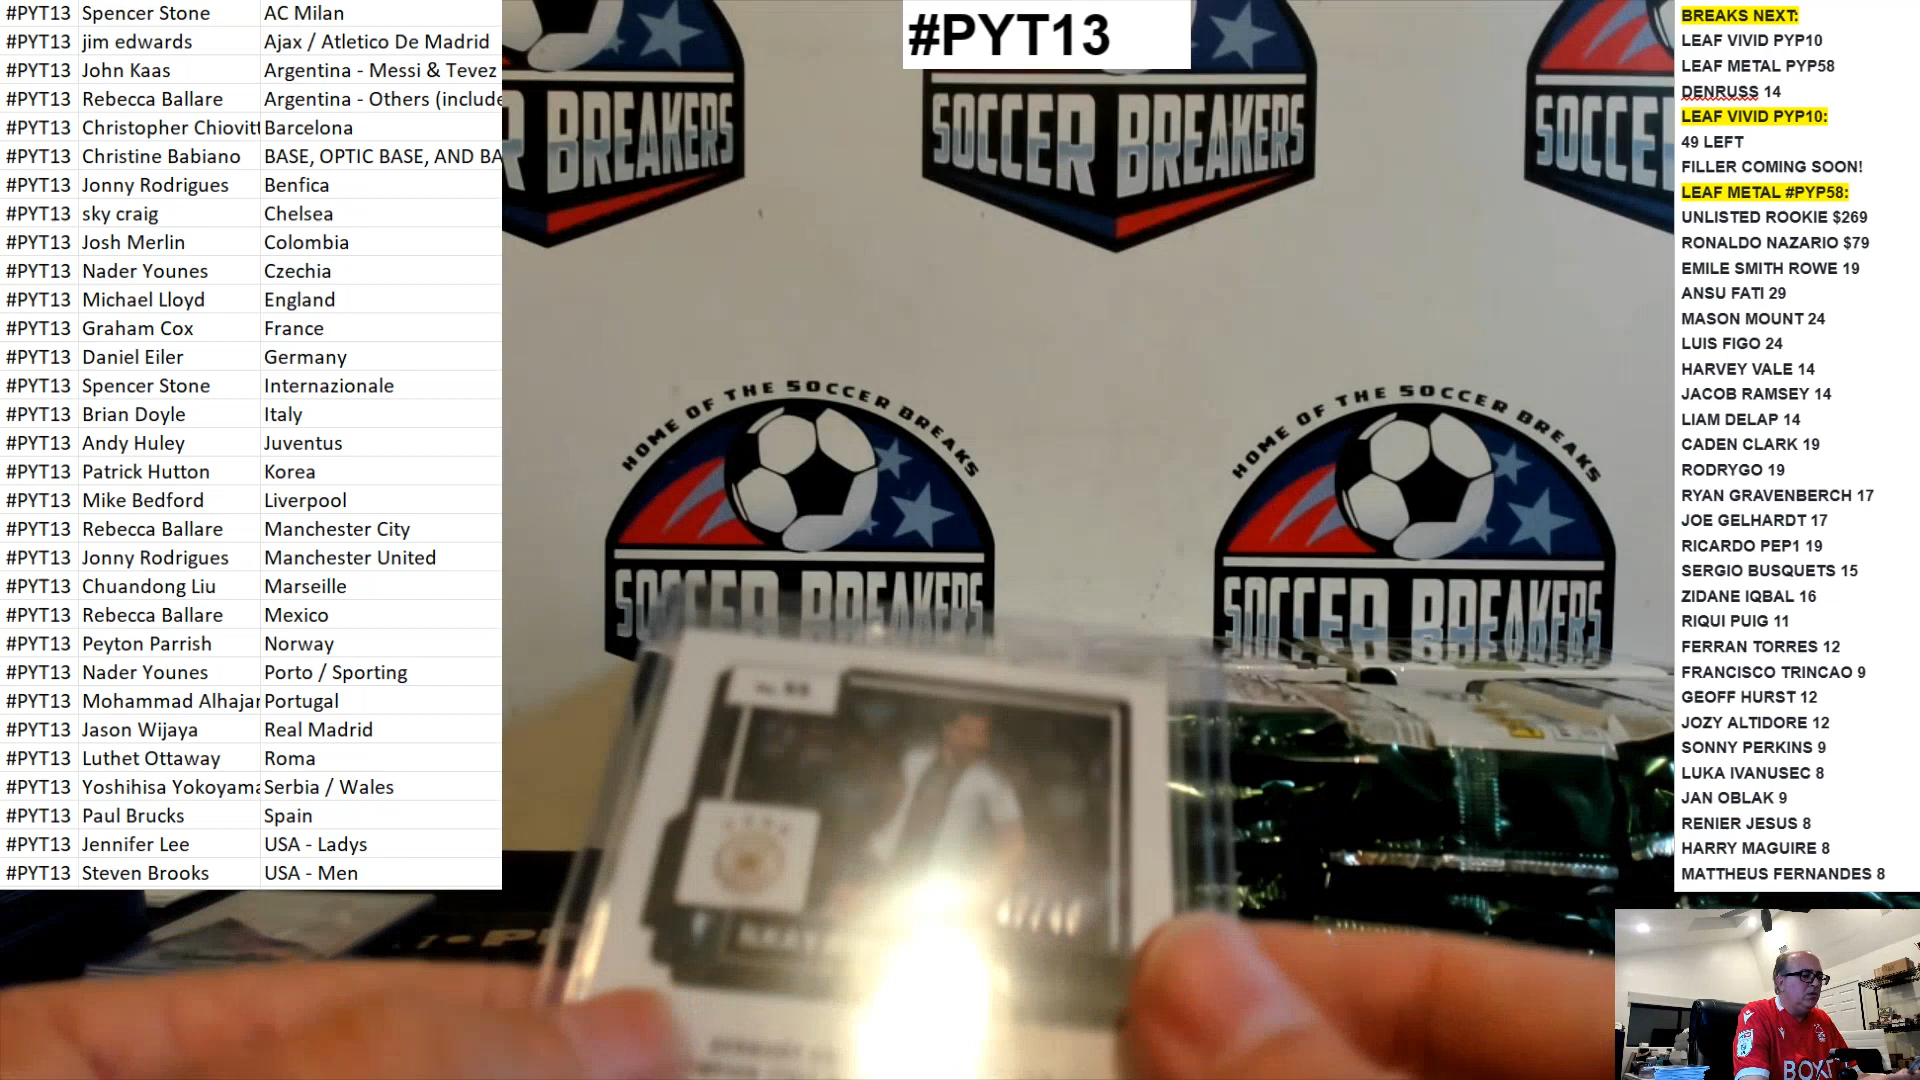 #PYT13 Spencer Stone AC Milan
#PYT13 jim edwards Ajax / Atletico De Madrid
#PYT13 John Kaas Argentina - Messi & Tevez
#PYT13 Rebecca Ballare Argentina - Others (include
#PYT13 Christopher Chiovitt Barcelona
#PYT13 Christine Babiano BASE, OPTIC BASE, AND BA
#PYT13 Jonny Rodrigues Benfica
#PYT13 sky craig Chelsea
#PYT13 Josh Merlin Colombia
#PYT13 Nader Younes Czechia
#PYT13 Michael Lloyd England
#PYT13 Graham Cox France
#PYT13 Daniel Eiler Germany
#PYT13 Spencer Stone Internazionale
#PYT13 Brian Doyle Italy
#PYT13 Andy Huley Juventus
#PYT13 Patrick Hutton Korea
#PYT13 Mike Bedford Liverpool
#PYT13 Rebecca Ballare Manchester City
#PYT13 Jonny Rodrigues Manchester United
#PYT13 Chuandong Liu Marseille
#PYT13 Rebecca Ballare Mexico
#PYT13 Peyton Parrish Norway
#PYT13 Nader Younes Porto / Sporting
#PYT13 Mohammad Alhajar Portugal
#PYT13 Jason Wijaya Real Madrid
#PYT13 Luthet Ottaway Roma
#PYT13 Yoshihisa Yokoyama Serbia / Wales
#PYT13 Paul Brucks Spain
#PYT13 Jennifer Lee USA - Ladys
#PYT13 Steven Brooks USA - Men
#PYT13
R BREAKERS
SOCCER BREAKERS
SOCCE
HOME OF THE SOCCER BREAKS
SOCCER BREAKERS
HOME OF THE SOCCER BREAKS
SOCCER BREAKERS
BREAKS NEXT:
LEAF VIVID PYP10
LEAF METAL PYP58
DENRUSS 14
LEAF VIVID PYP10:
49 LEFT
FILLER COMING SOON!
LEAF METAL #PYP58:
UNLISTED ROOKIE $269
RONALDO NAZARIO $79
EMILE SMITH ROWE 19
ANSU FATI 29
MASON MOUNT 24
LUIS FIGO 24
HARVEY VALE 14
JACOB RAMSEY 14
LIAM DELAP 14
CADEN CLARK 19
RODRYGO 19
RYAN GRAVENBERCH 17
JOE GELHARDT 17
RICARDO PEP1 19
SERGIO BUSQUETS 15
ZIDANE IQBAL 16
RIQUI PUIG 11
FERRAN TORRES 12
FRANCISCO TRINCAO 9
GEOFF HURST 12
JOZY ALTIDORE 12
SONNY PERKINS 9
LUKA IVANUSEC 8
JAN OBLAK 9
RENIER JESUS 8
HARRY MAGUIRE 8
MATTHEUS FERNANDES 8